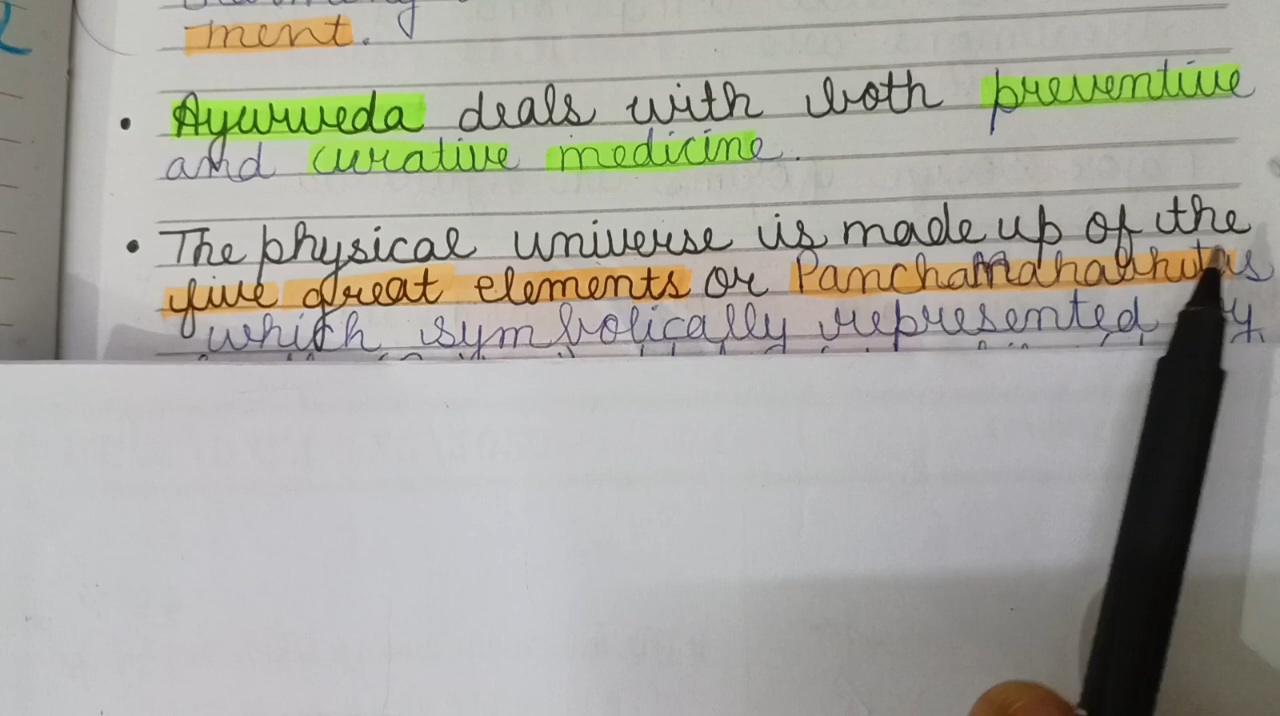 ment.
• Ayurveda deals with both preventive
and curative medicine.
• The physical universe is made up of the
five great elements or PanchaMahabhutas
which symbolically represented by